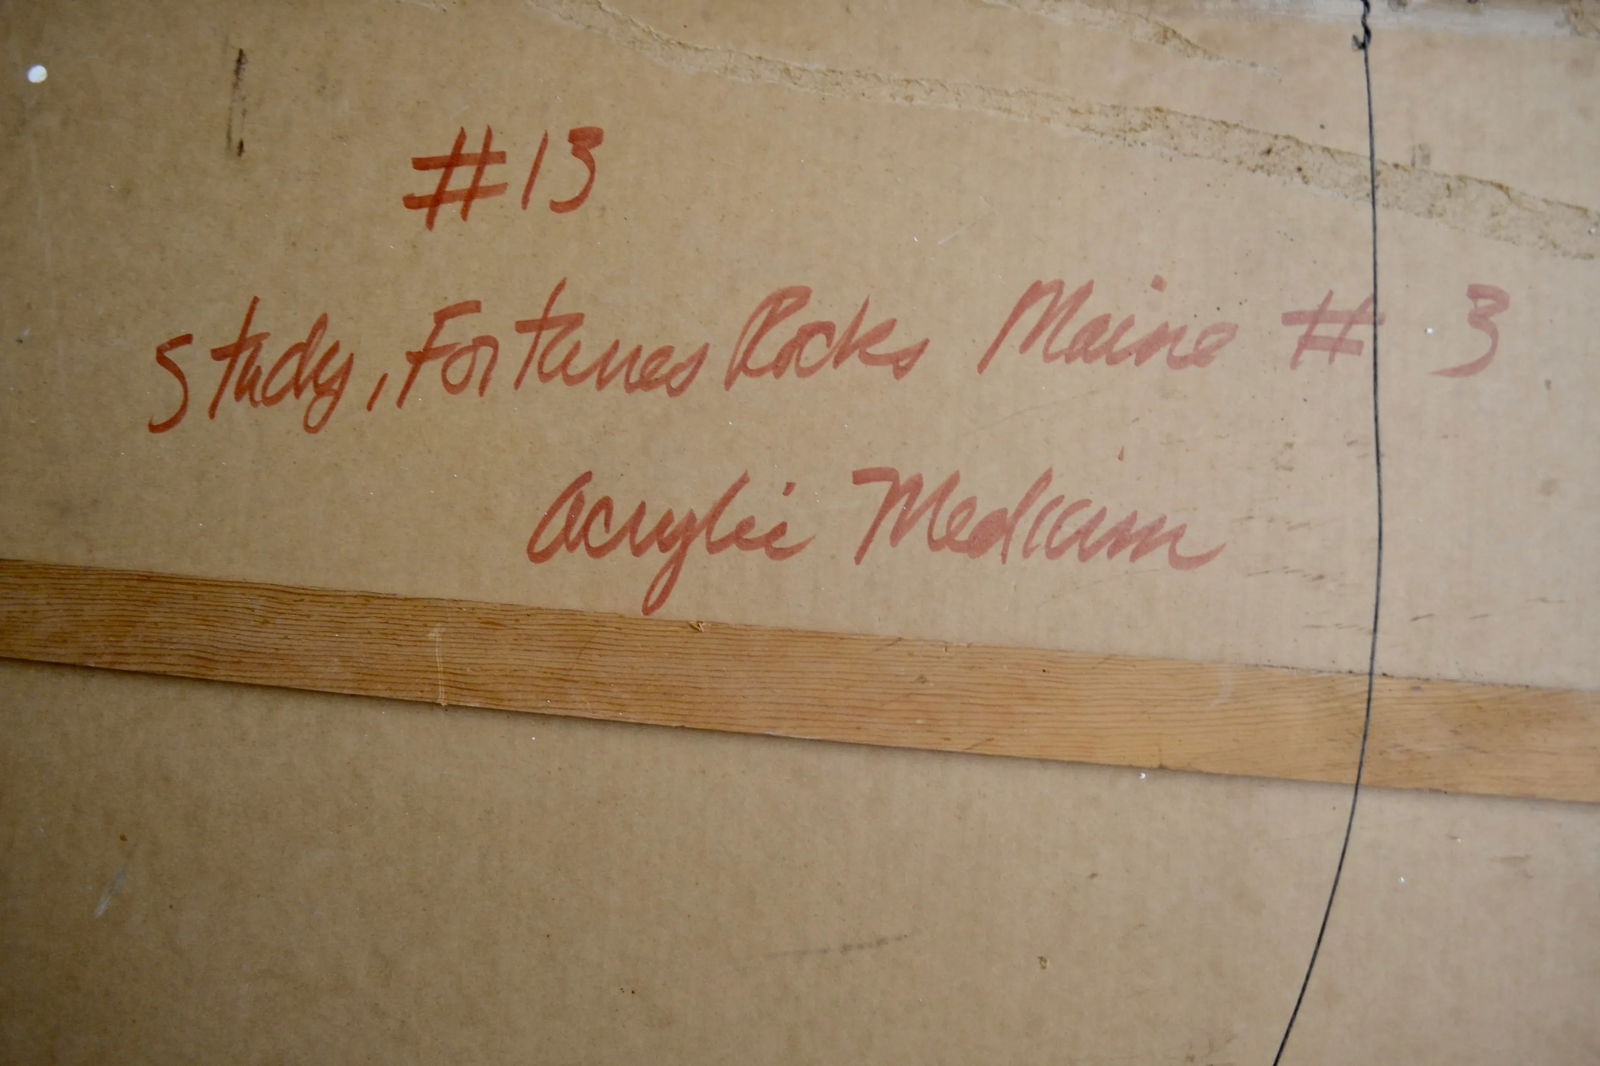 #13
Study, Fortunes Rocks Maine # 3
Acrylic Medium